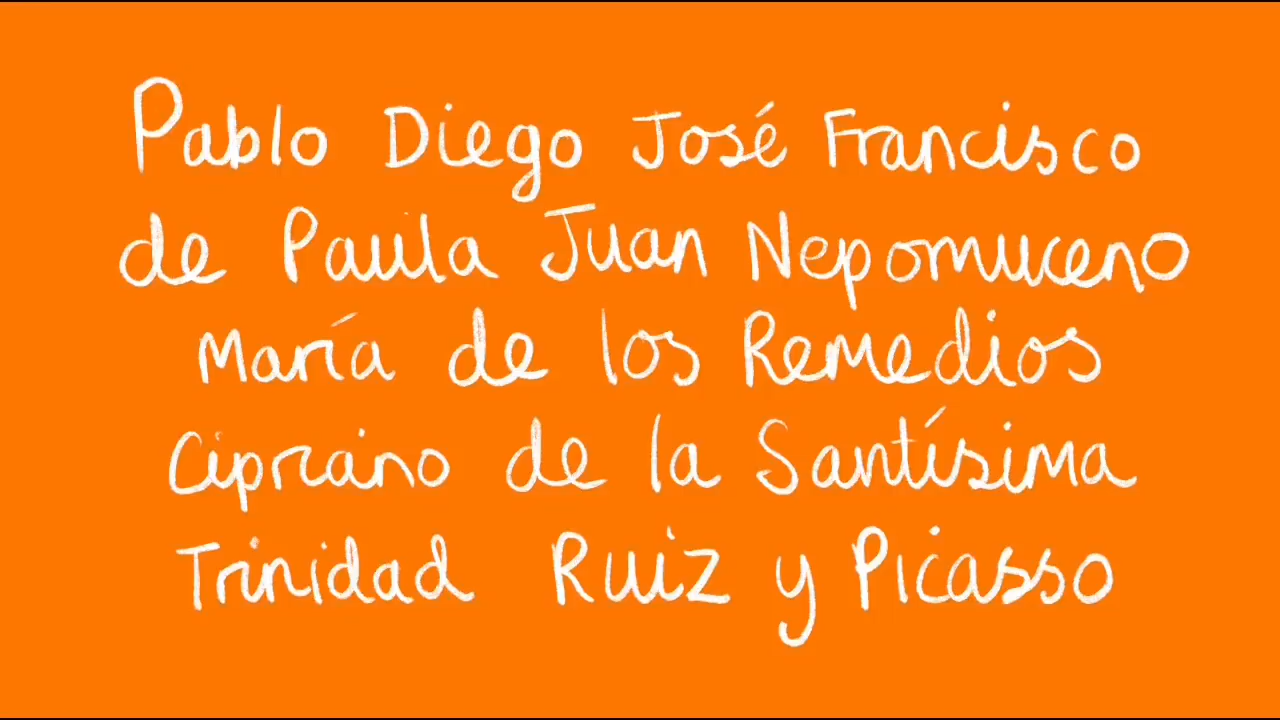 Pablo Diego José Francisco
de Paula Juan Nepomuceno
María de los Remedios
Cipriano de la Santísima
Trinidad Ruiz y Picasso